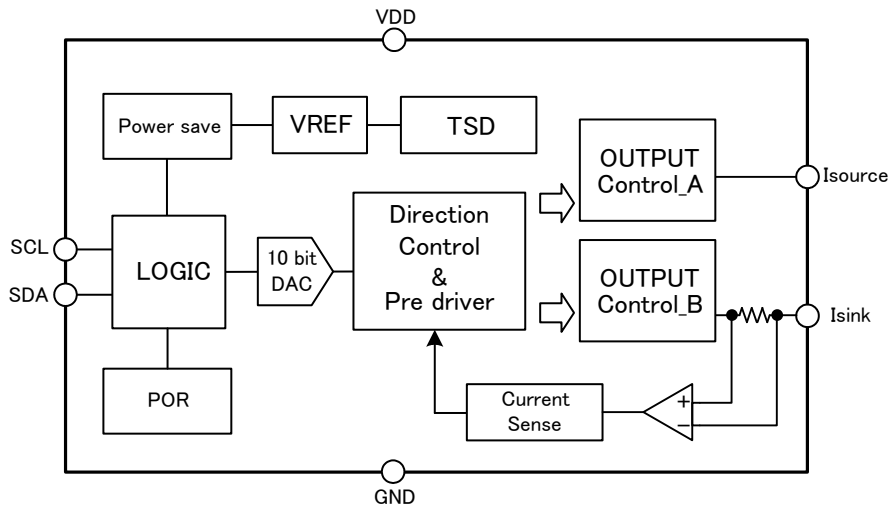 VDD
Power save
VREF
TSD
OUTPUT
Control_A
Isource
SCL
SDA
LOGIC
10 bit
DAC
Direction
Control
&
Pre driver
OUTPUT
Control_B
Isink
POR
Current
Sense
+
−
GND